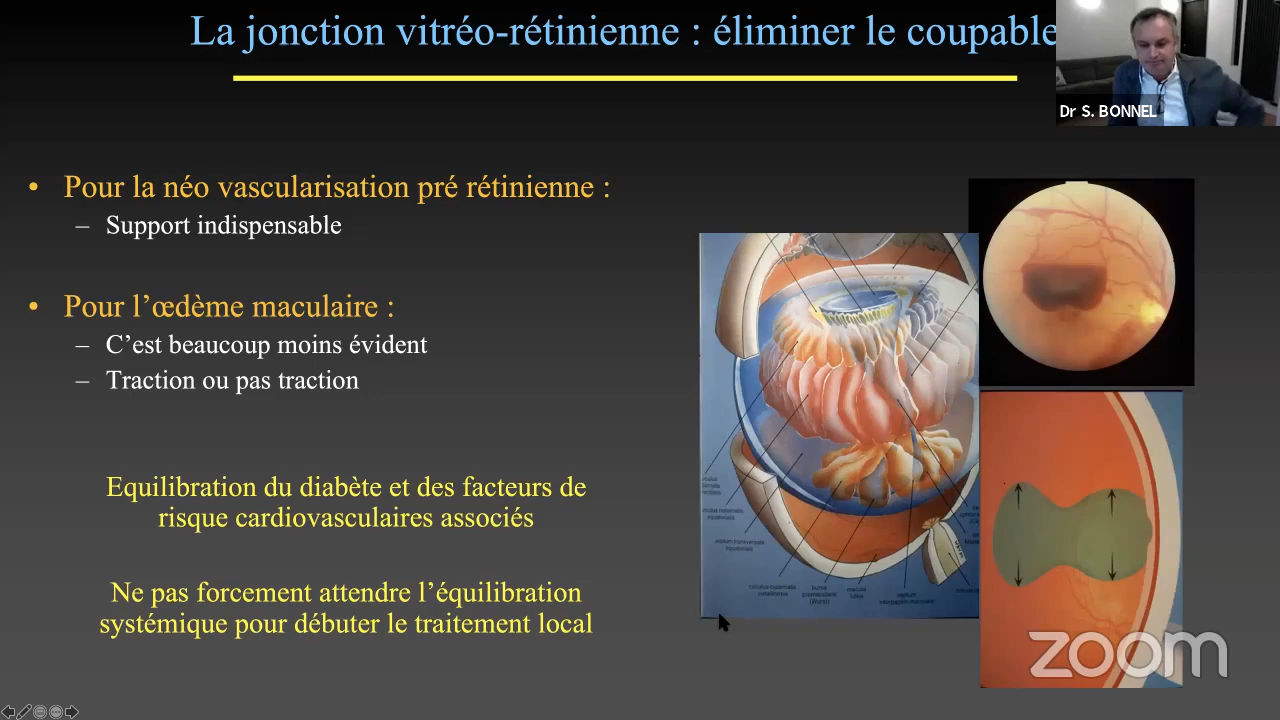 La jonction vitréo-rétinienne : éliminer le coupable
Dr S. BONNEL
• Pour la néo vascularisation pré rétinienne :
– Support indispensable
• Pour l’œdème maculaire :
– C’est beaucoup moins évident
– Traction ou pas traction
Equilibration du diabète et des facteurs de
risque cardiovasculaires associés
Ne pas forcement attendre l’équilibration
systémique pour débuter le traitement local
zoom